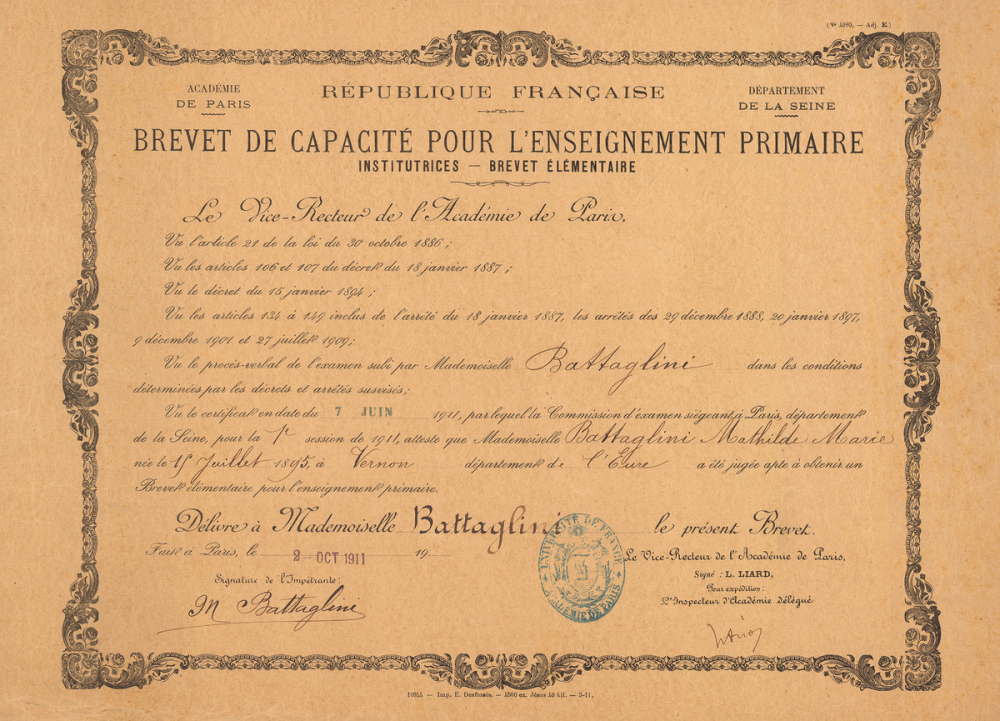 (Nº 4980. — Adj. E.)
ACADÉMIE
DE PARIS
RÉPUBLIQUE FRANÇAISE
DÉPARTEMENT
DE LA SEINE
BREVET DE CAPACITÉ POUR L'ENSEIGNEMENT PRIMAIRE
INSTITUTRICES — BREVET ÉLÉMENTAIRE
Le Vice-Recteur de l'Académie de Paris,
Vu l'article 21 de la loi du 30 octobre 1886;
Vu les articles 106 et 107 du décret du 18 janvier 1887;
Vu le décret du 15 janvier 1894;
Vu les articles 134 à 149 inclus de l'arrêté du 18 janvier 1887, les arrêtés des 29 décembre 1888, 20 janvier 1897,
9 décembre 1901 et 27 juillet 1909;
Vu le procès-verbal de l'examen subi par Mademoiselle Battaglini dans les conditions
déterminées par les décrets et arrêtés susvisés;
Vu le certificat en date du 7 JUIN 1911, par lequel la Commission d'examen siégeant à Paris, département
de la Seine, pour la 1e session de 1911, atteste que Mademoiselle Battaglini Mathilde Marie
née le 15 Juillet 1895, à Vernon département de l'Eure a été jugée apte à obtenir un
Brevet élémentaire pour l'enseignement primaire.
Délivré à Mademoiselle Battaglini le présent Brevet.
Fait à Paris, le 2 - OCT 1911 19
Le Vice-Recteur de l'Académie de Paris,
Signé : L. LIARD,
Pour expédition :
L'Inspecteur d'Académie délégué
Signature de l'Impétrante:
M Battaglini
UNIVERSITÉ DE FRANCE
ACADÉMIE DE PARIS
Imp. E. Desfossés. — 4500 ex. Jésus 40 kil. — 3-11.